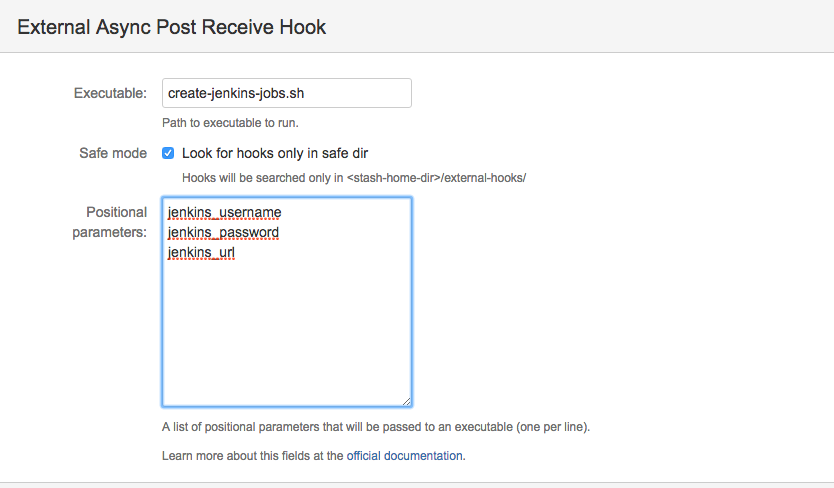 External Async Post Receive Hook
Executable: create-jenkins-jobs.sh
Path to executable to run.
Safe mode Look for hooks only in safe dir
Hooks will be searched only in <stash-home-dir>/external-hooks/
Positional parameters:
jenkins_username
jenkins_password
jenkins_url
A list of positional parameters that will be passed to an executable (one per line).
Learn more about this fields at the official documentation.